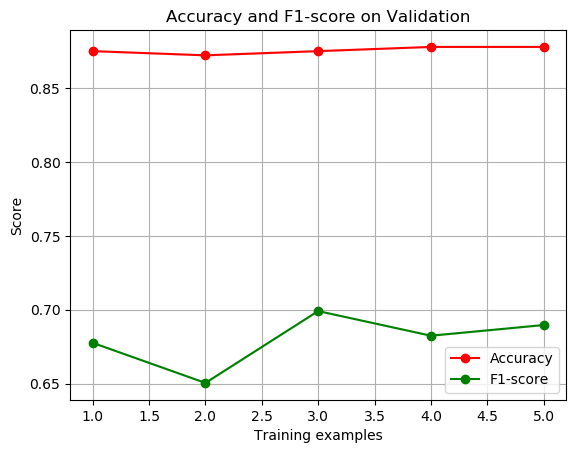 Accuracy and F1-score on Validation
Score
0.85
0.80
0.75
0.70
0.65
Accuracy
F1-score
1.0 1.5 2.0 2.5 3.0 3.5 4.0 4.5 5.0
Training examples